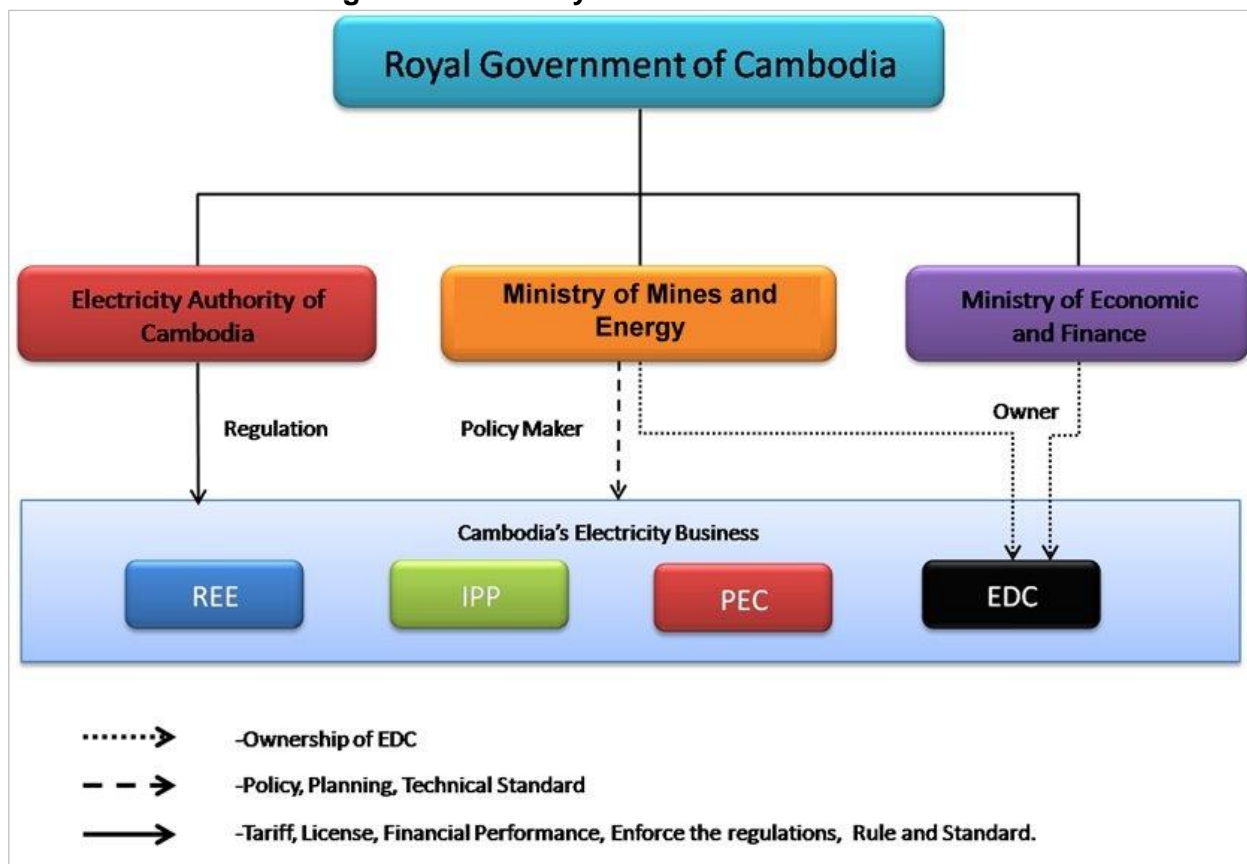 Royal Government of Cambodia
Electricity Authority of
Cambodia
Ministry of Mines and
Energy
Ministry of Economic
and Finance
Regulation
Policy Maker
Owner
Cambodia's Electricity Business
REE
IPP
PEC
EDC
-Ownership of EDC
-Policy, Planning, Technical Standard
-Tariff, License, Financial Performance, Enforce the regulations, Rule and Standard.